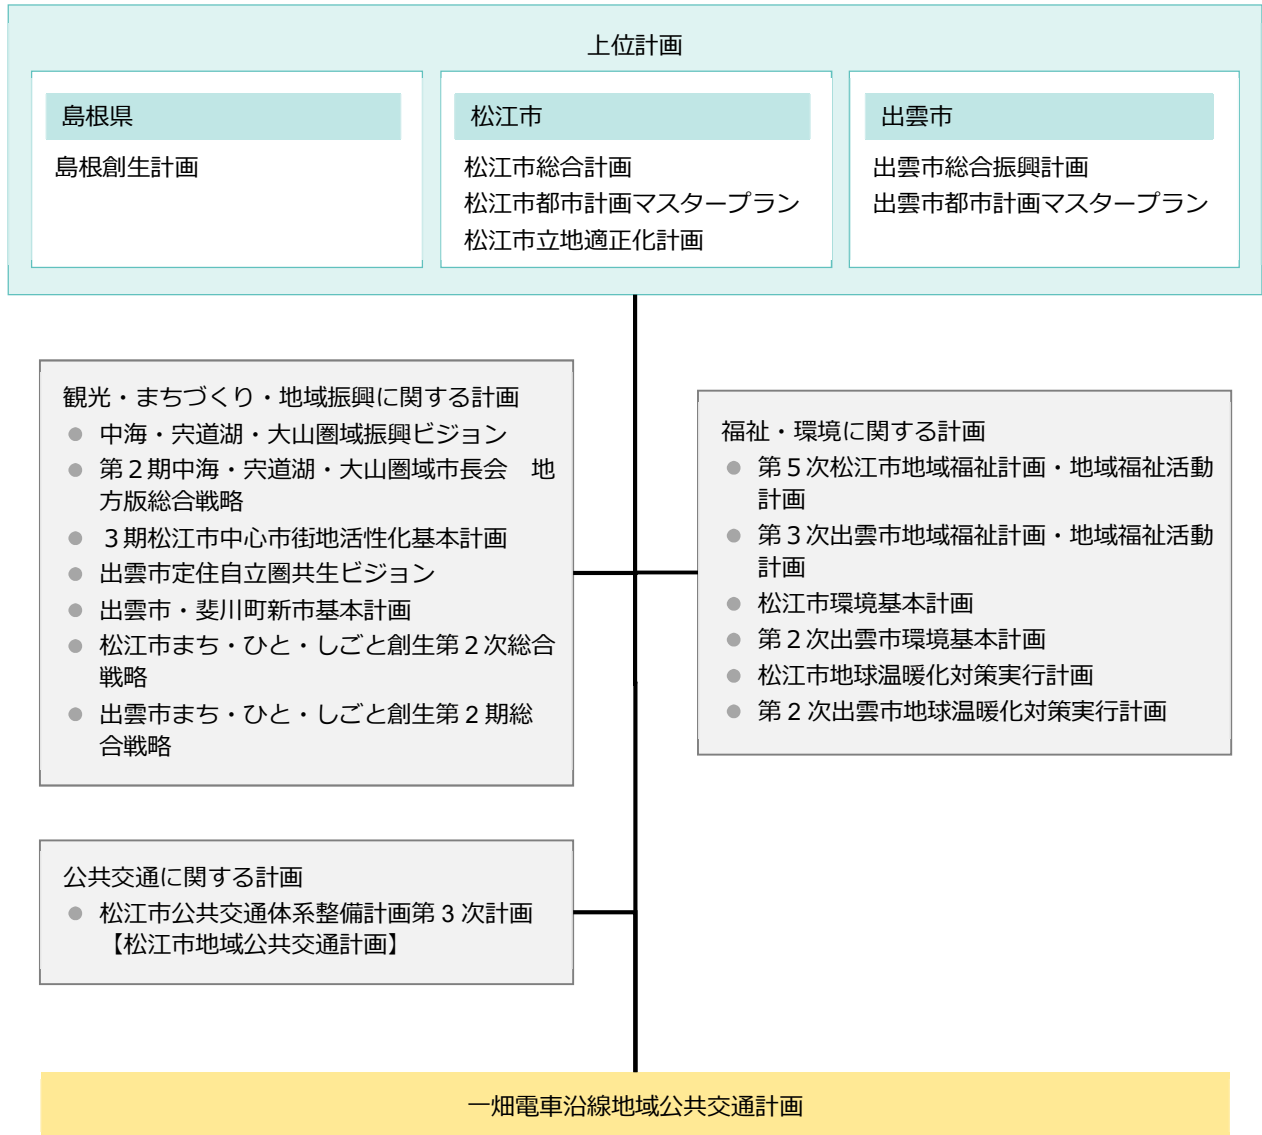 上位計画
島根県
島根創生計画
松江市
松江市総合計画
松江市都市計画マスタープラン
松江市立地適正化計画
出雲市
出雲市総合振興計画
出雲市都市計画マスタープラン
観光・まちづくり・地域振興に関する計画
● 中海・宍道湖・大山圏域振興ビジョン
● 第２期中海・宍道湖・大山圏域市長会　地
方版総合戦略
● ３期松江市中心市街地活性化基本計画
● 出雲市定住自立圏共生ビジョン
● 出雲市・斐川町新市基本計画
● 松江市まち・ひと・しごと創生第２次総合
戦略
● 出雲市まち・ひと・しごと創生第２期総
合戦略
福祉・環境に関する計画
● 第５次松江市地域福祉計画・地域福祉活動
計画
● 第３次出雲市地域福祉計画・地域福祉活動
計画
● 松江市環境基本計画
● 第２次出雲市環境基本計画
● 松江市地球温暖化対策実行計画
● 第２次出雲市地球温暖化対策実行計画
公共交通に関する計画
● 松江市公共交通体系整備計画第３次計画
【松江市地域公共交通計画】
一畑電車沿線地域公共交通計画